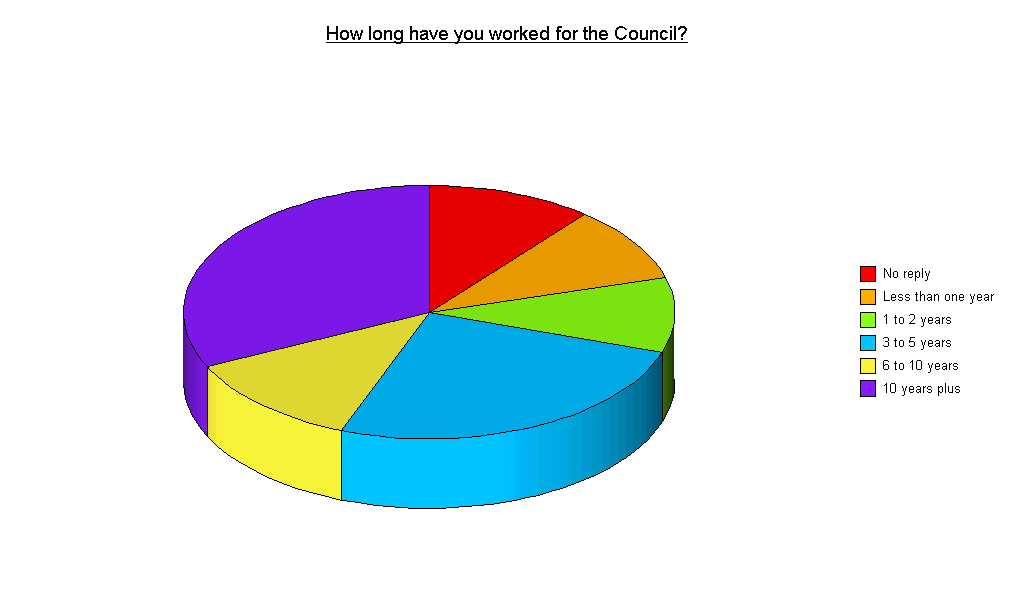 How long have you worked for the Council?
No reply
Less than one year
1 to 2 years
3 to 5 years
6 to 10 years
10 years plus